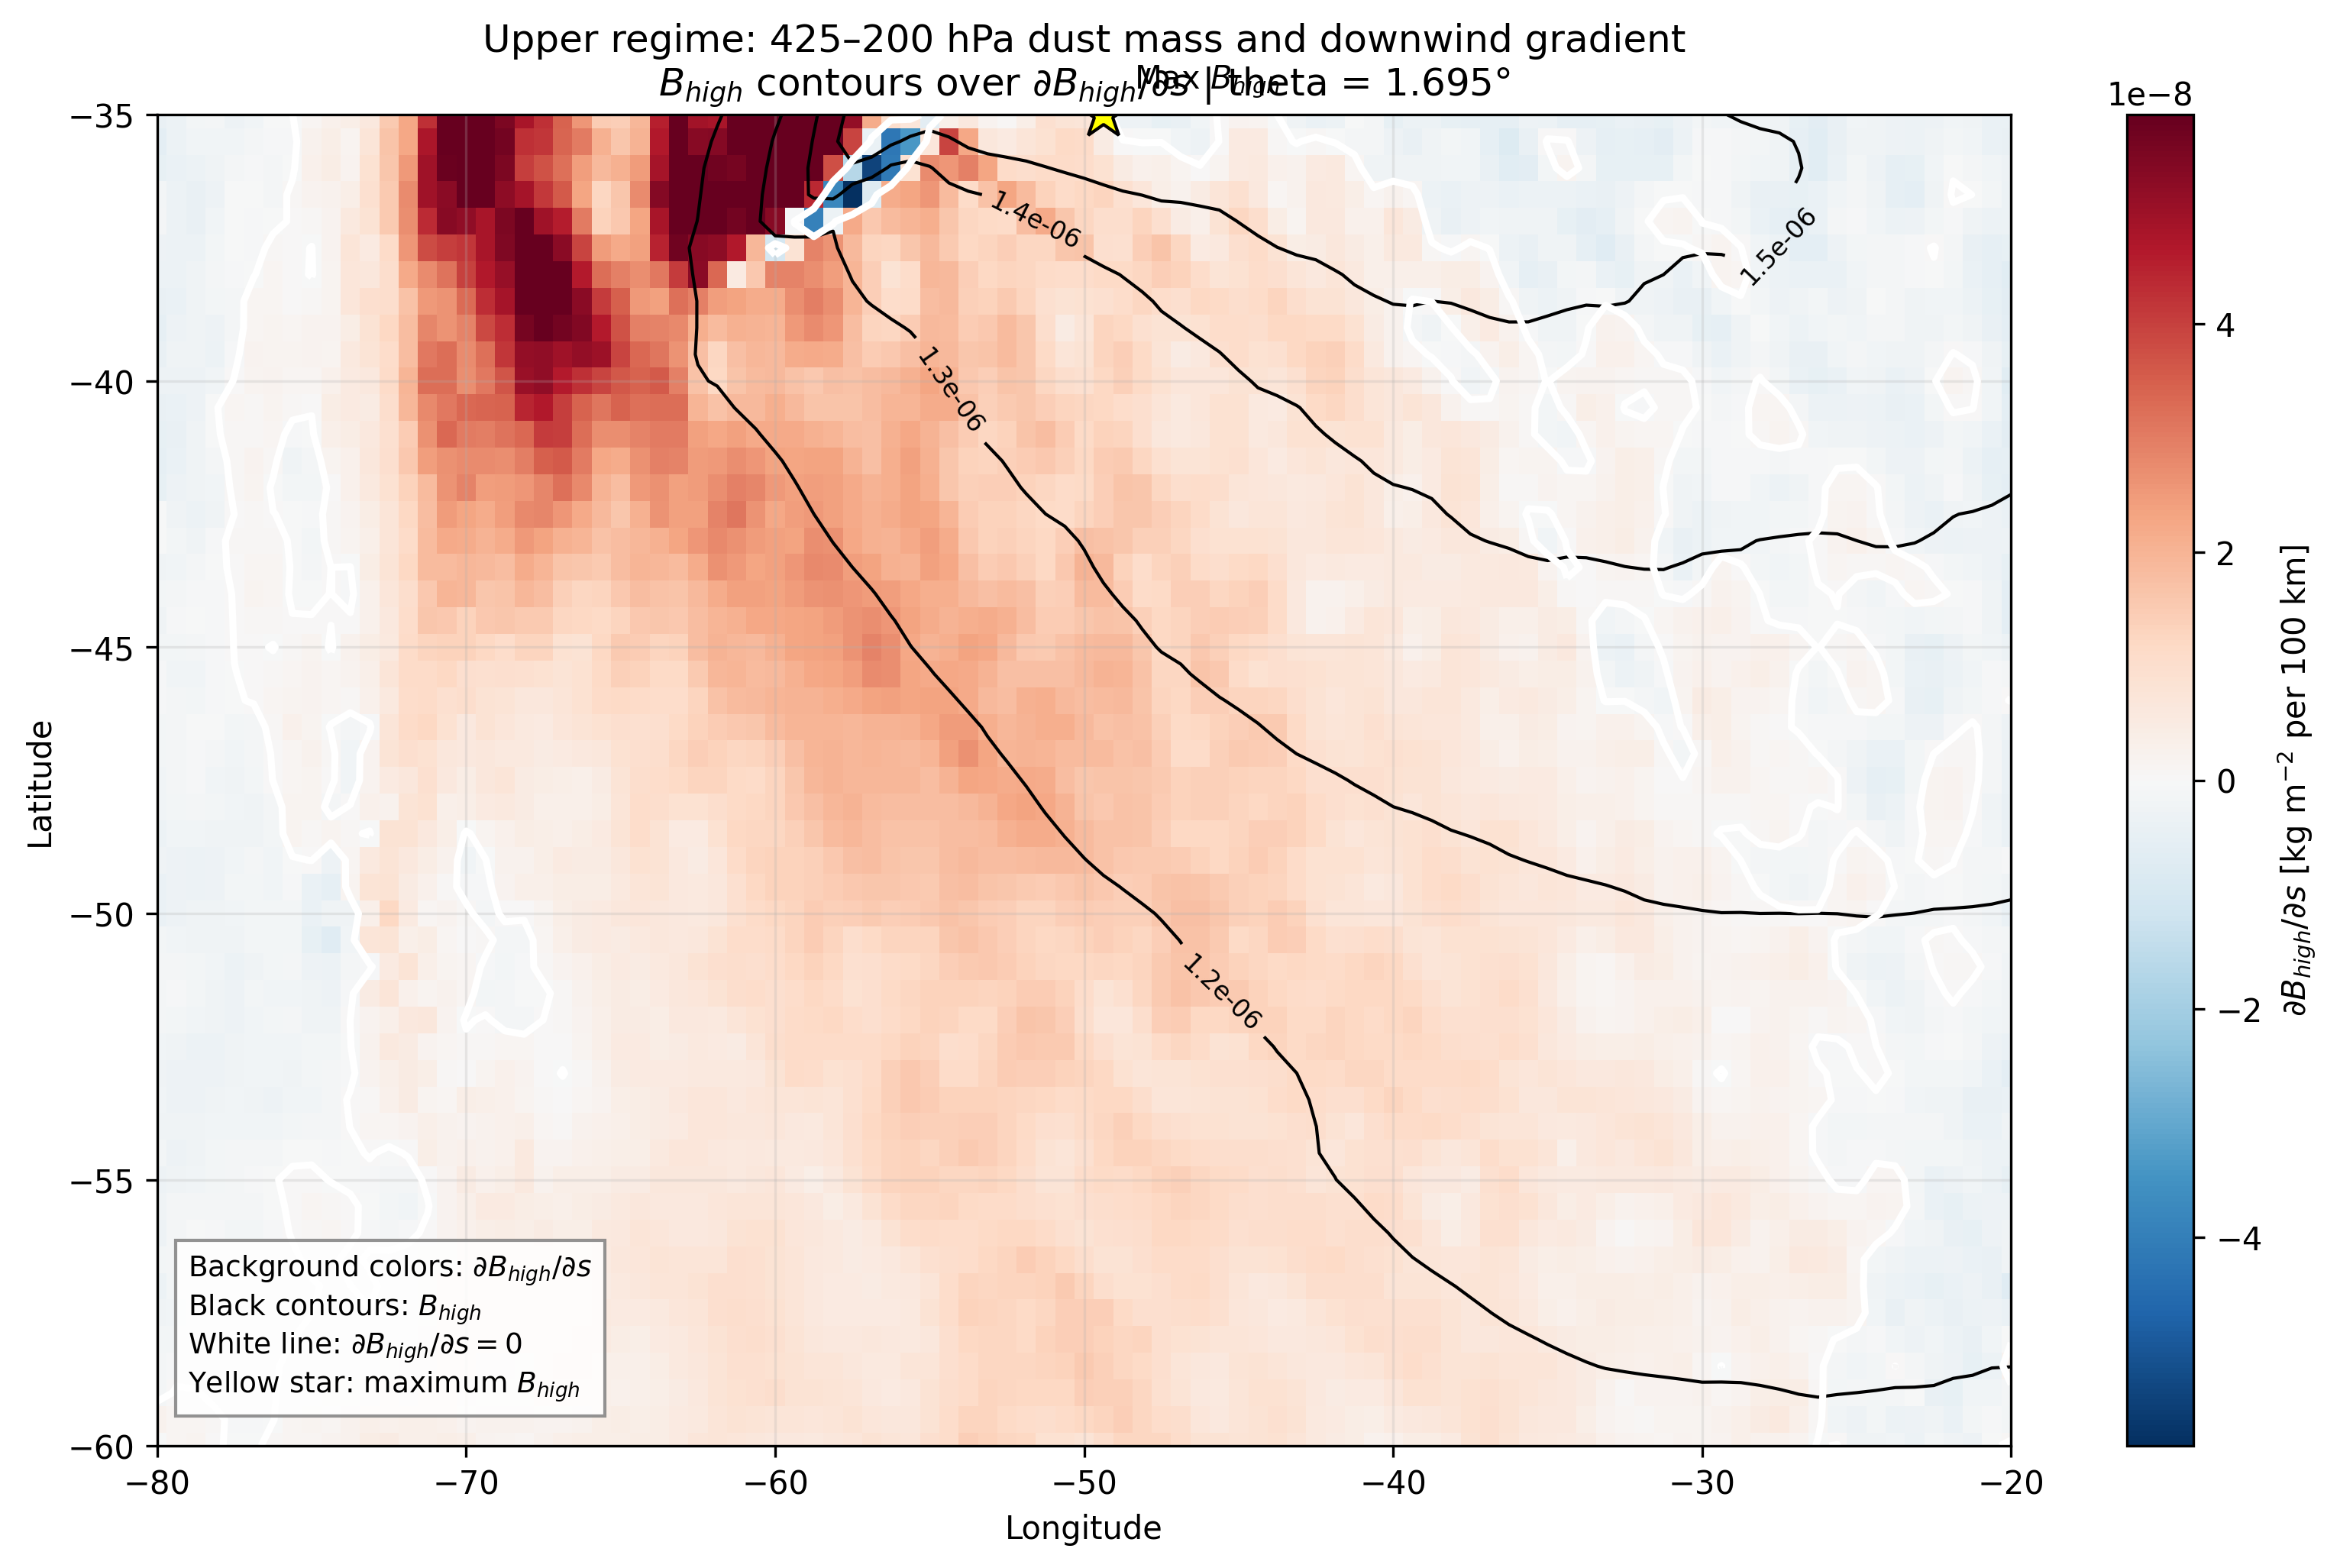 Upper regime: 425–200 hPa dust mass and downwind gradient
B_high contours over ∂B_high/∂s | theta = 1.695°
Max B_high
1e−8
−35
−40
−45
−50
−55
−60
Latitude
1.4e-06
1.5e-06
1.3e-06
1.2e-06
Background colors: ∂B_high/∂s
Black contours: B_high
White line: ∂B_high/∂s = 0
Yellow star: maximum B_high
−80
−70
−60
−50
−40
−30
−20
Longitude
4
2
0
−2
−4
∂B_high/∂s [kg m⁻² per 100 km]